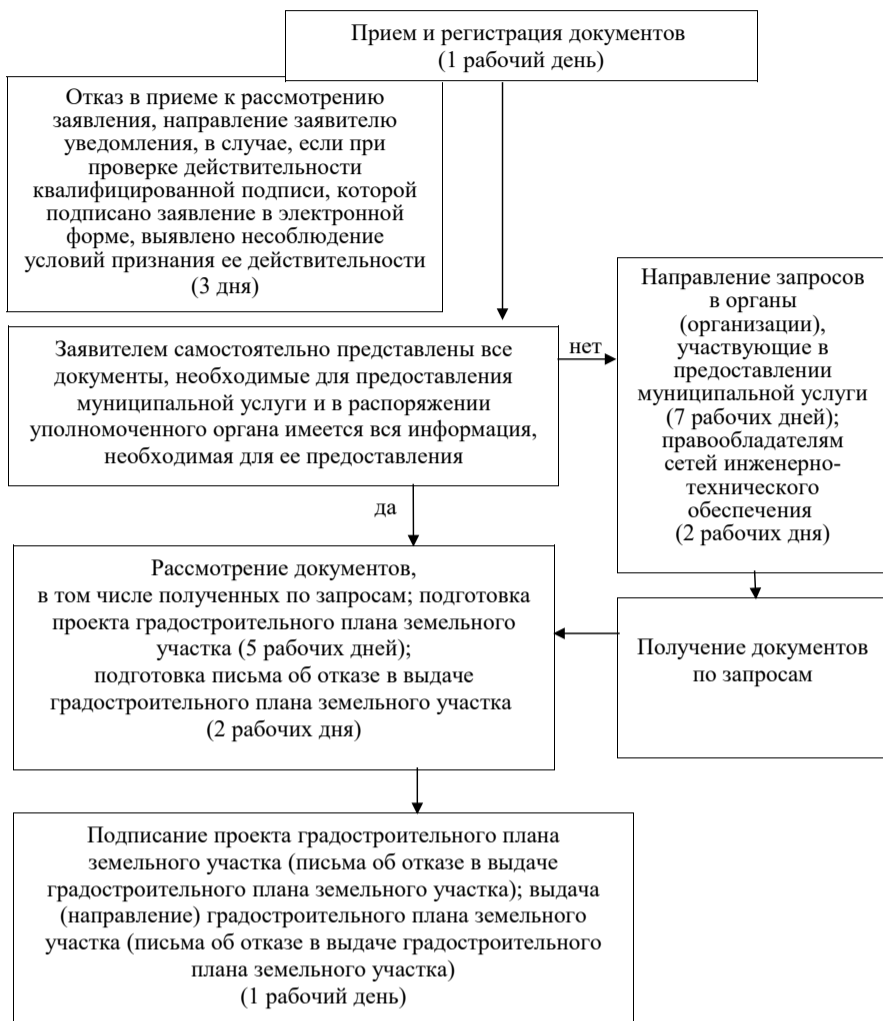 Прием и регистрация документов
(1 рабочий день)
Отказ в приеме к рассмотрению
заявления, направление заявителю
уведомления, в случае, если при
проверке действительности
квалифицированной подписи, которой
подписано заявление в электронной
форме, выявлено несоблюдение
условий признания ее действительности
(3 дня)
Заявителем самостоятельно представлены все
документы, необходимые для предоставления
муниципальной услуги и в распоряжении
уполномоченного органа имеется вся информация,
необходимая для ее предоставления
нет
Направление запросов
в органы
(организации),
участвующие в
предоставлении
муниципальной услуги
(7 рабочих дней);
правообладателям
сетей инженерно-
технического
обеспечения
(2 рабочих дня)
да
Рассмотрение документов,
в том числе полученных по запросам; подготовка
проекта градостроительного плана земельного
участка (5 рабочих дней);
подготовка письма об отказе в выдаче
градостроительного плана земельного участка
(2 рабочих дня)
Получение документов
по запросам
Подписание проекта градостроительного плана
земельного участка (письма об отказе в выдаче
градостроительного плана земельного участка); выдача
(направление) градостроительного плана земельного
участка (письма об отказе в выдаче градостроительного
плана земельного участка)
(1 рабочий день)